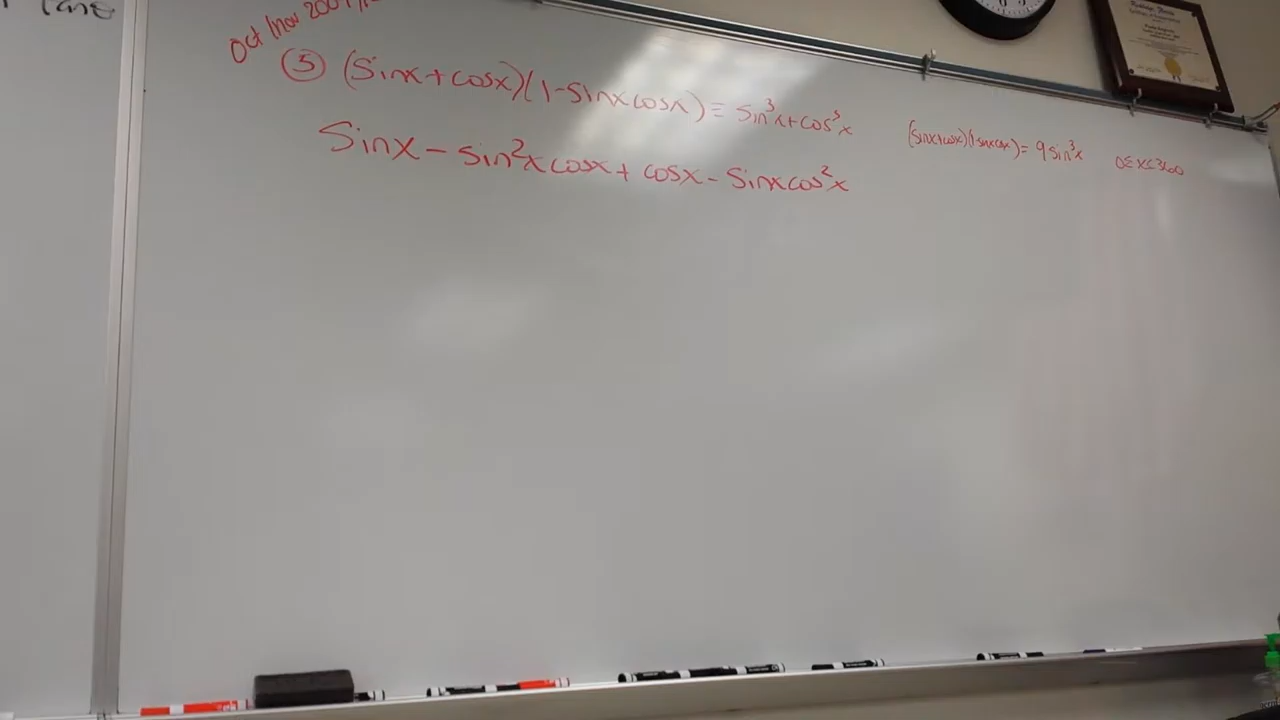 Tane
Oct/Nov
⑤ (sinx+cosx)(1-sinxcosx) ≡ sin³x+cos³x
(sinx+cosx)(1-sinxcosx) = 9sin³x 0≤x≤360
sinx - sin²xcosx + cosx - sinxcos²x